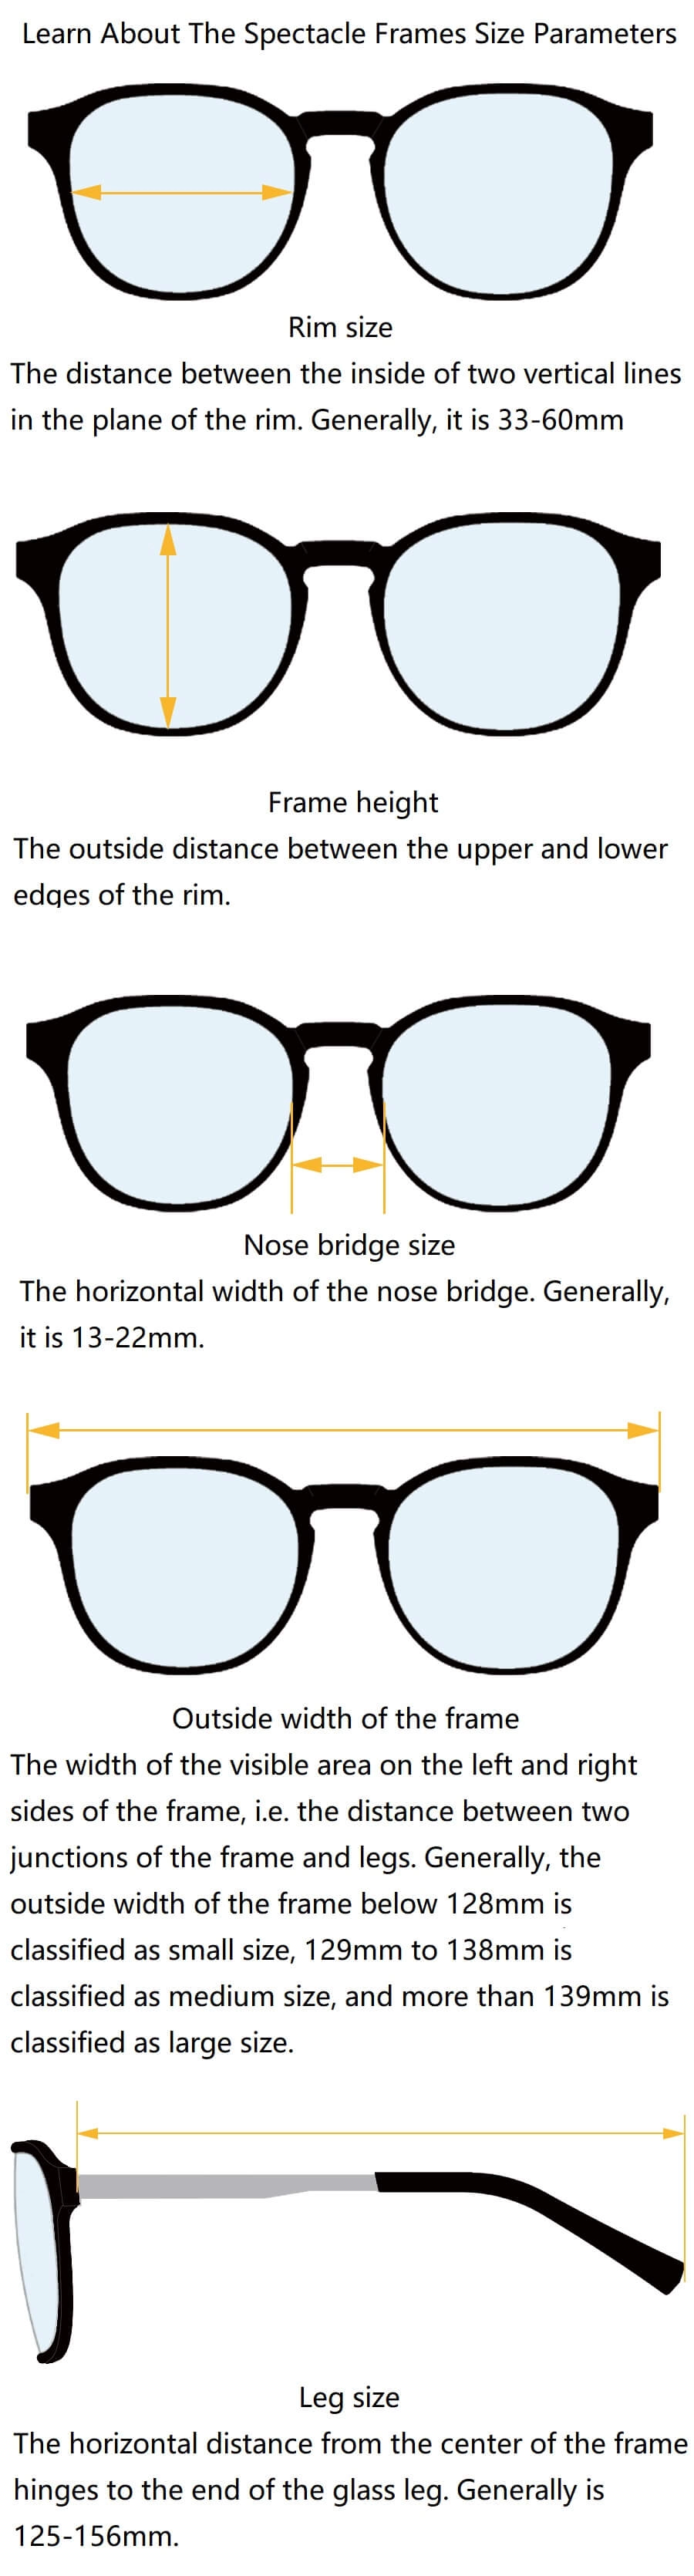 Learn About The Spectacle Frames Size Parameters
Rim size
The distance between the inside of two vertical lines
in the plane of the rim. Generally, it is 33-60mm
Frame height
The outside distance between the upper and lower
edges of the rim.
Nose bridge size
The horizontal width of the nose bridge. Generally,
it is 13-22mm.
Outside width of the frame
The width of the visible area on the left and right
sides of the frame, i.e. the distance between two
junctions of the frame and legs. Generally, the
outside width of the frame below 128mm is
classified as small size, 129mm to 138mm is
classified as medium size, and more than 139mm is
classified as large size.
Leg size
The horizontal distance from the center of the frame
hinges to the end of the glass leg. Generally is
125-156mm.